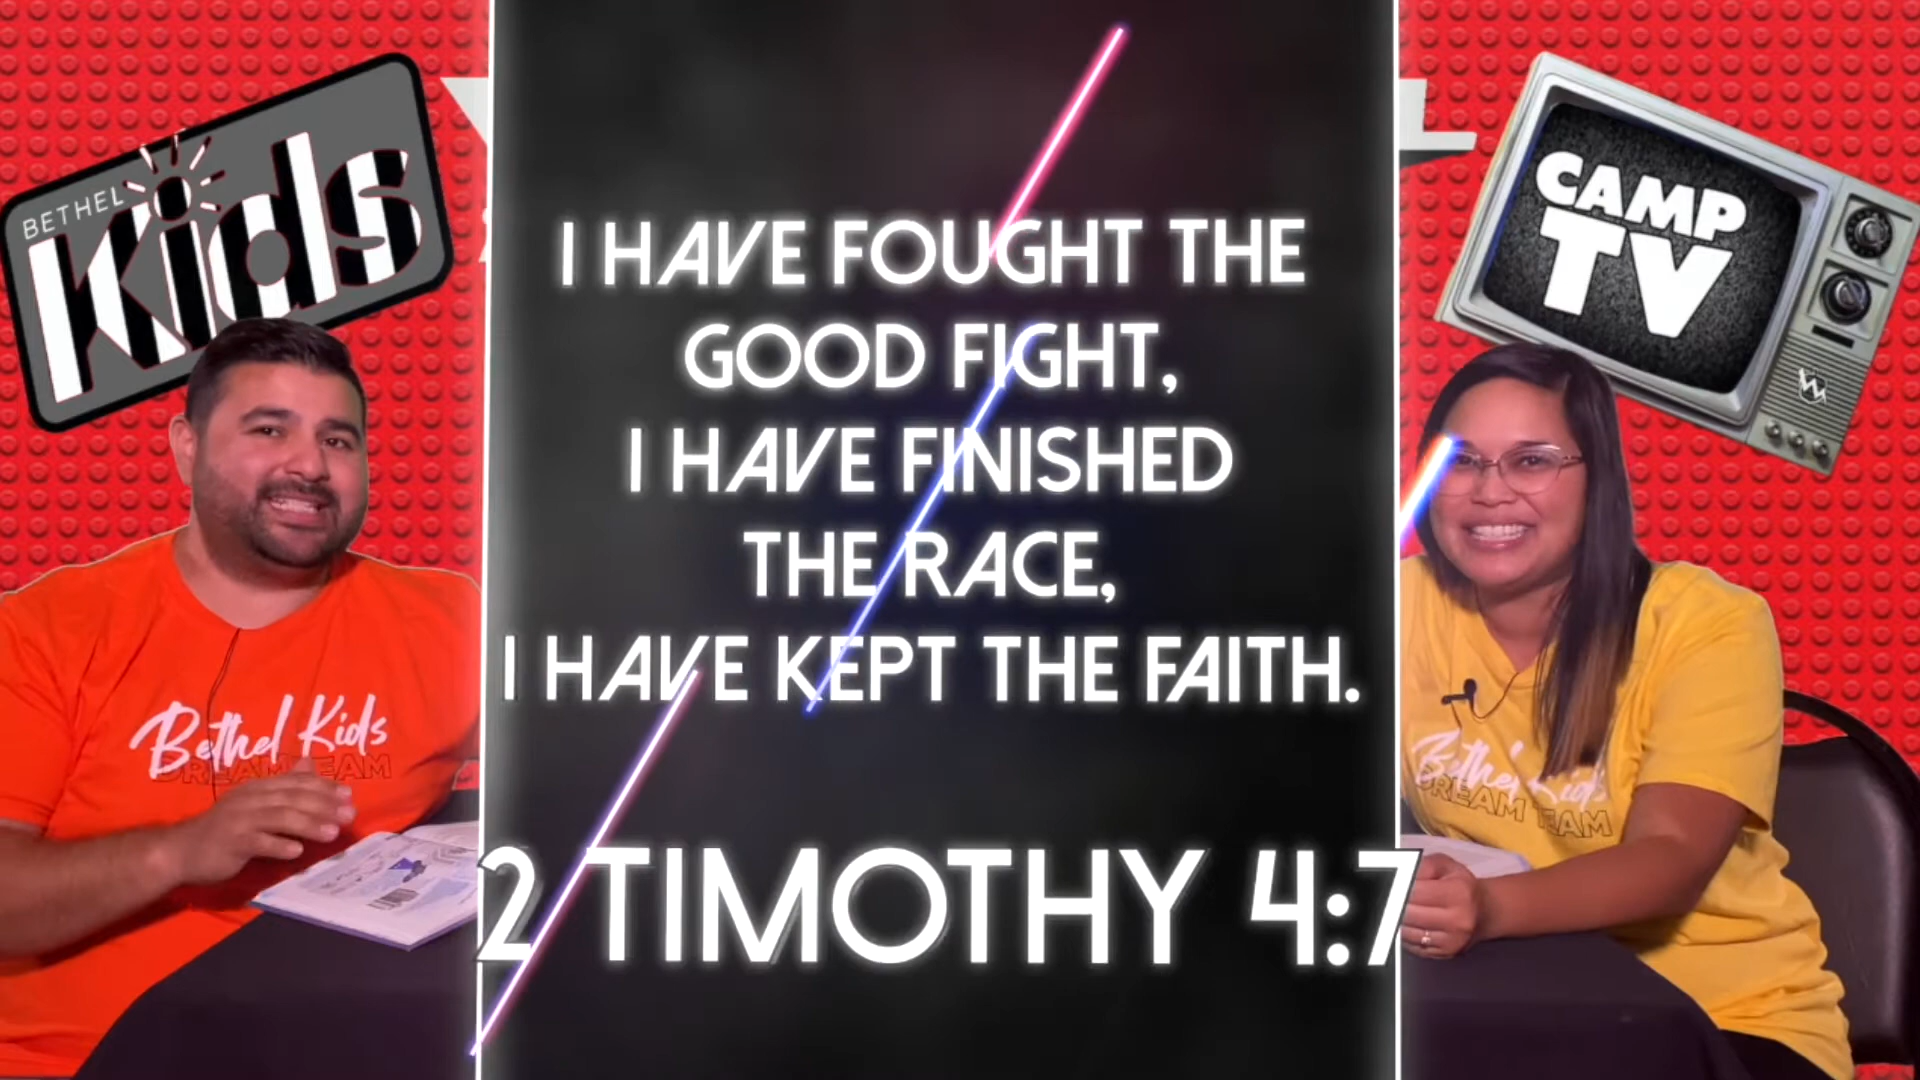 BETHEL
Kids
CAMP
TV
I HAVE FOUGHT THE
GOOD FIGHT,
I HAVE FINISHED
THE RACE,
I HAVE KEPT THE FAITH.
2 TIMOTHY 4:7
Bethel Kids
DREAM TEAM
Bethel Kids
DREAM TEAM